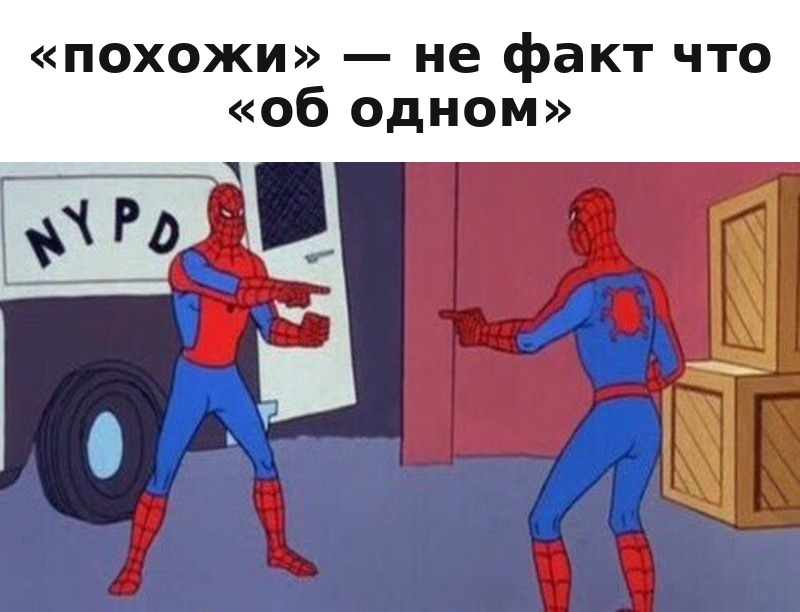 «похожи» — не факт что
«об одном»
NYPD